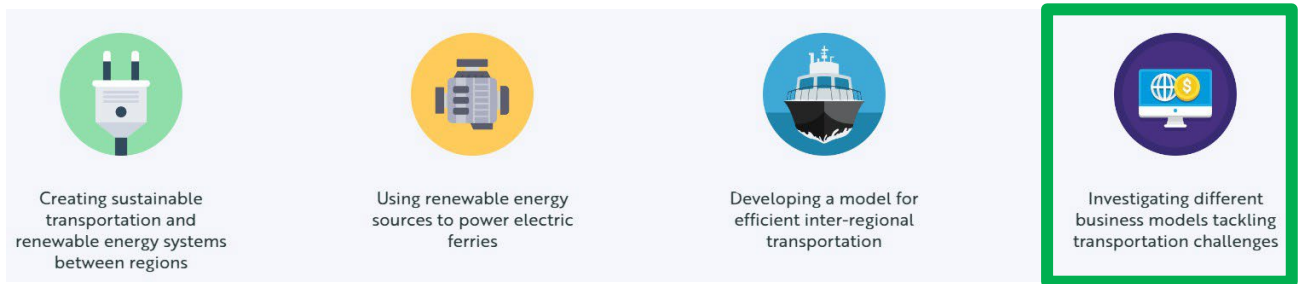 $
Creating sustainable
transportation and
renewable energy systems
between regions
Using renewable energy
sources to power electric
ferries
Developing a model for
efficient inter-regional
transportation
Investigating different
business models tackling
transportation challenges